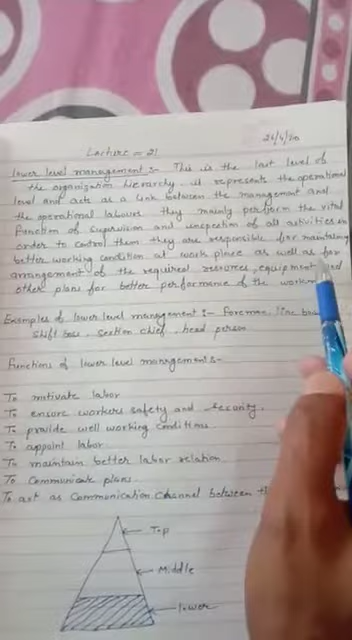 24/4/20
Lecture = 21
Lower level management :- This is the last level of
the organisation hierarchy. it represents the operational
level and acts as a link between the management and
the operational labours they mainly perform the vital
function of supervision and inspection of all activities in
order to control them they are responsible for maintaining
better working condition at work place as well as for
arrangement of the required resources, equipment and
other plans for better performance of the
Examples of lower level management :- Foreman, line
shift boss, section chief, head person
Functions of lower level management :-
To motivate labor
To ensure workers safety and security.
To provide well working conditions
To appoint labor
To maintain better labor relation
To communicate plans
To act as communication channel between
Top
Middle
lower